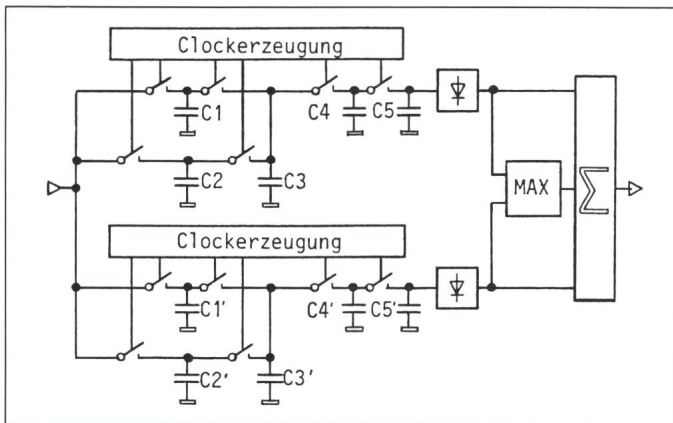 Clockerzeugung
C1
C4
C5
C2
C3
MAX
Σ
Clockerzeugung
C1'
C4'
C5'
C2'
C3'